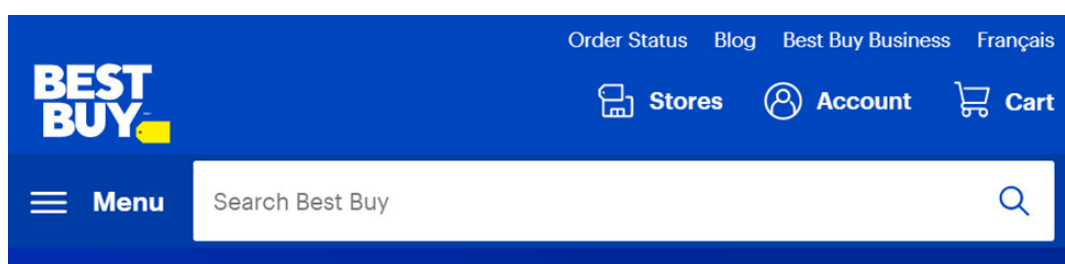 Order Status Blog Best Buy Business Français
BEST
BUY
Stores Account Cart
Menu Search Best Buy